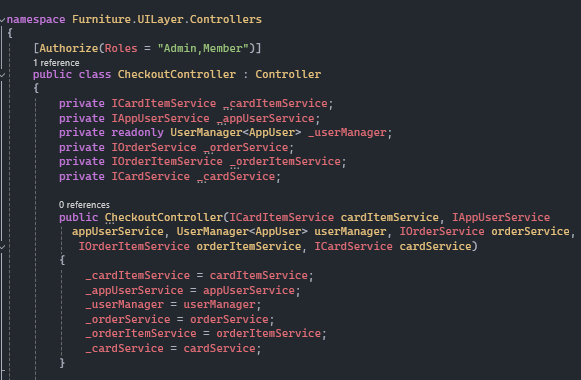 namespace Furniture.UILayer.Controllers
{
[Authorize(Roles = "Admin,Member")]
1 reference
public class CheckoutController : Controller
{
private ICardItemService _cardItemService;
private IAppUserService _appUserService;
private readonly UserManager<AppUser> _userManager;
private IOrderService _orderService;
private IOrderItemService _orderItemService;
private ICardService _cardService;
0 references
public CheckoutController(ICardItemService cardItemService, IAppUserService
appUserService, UserManager<AppUser> userManager, IOrderService orderService,
IOrderItemService orderItemService, ICardService cardService)
{
_cardItemService = cardItemService;
_appUserService = appUserService;
_userManager = userManager;
_orderService = orderService;
_orderItemService = orderItemService;
_cardService = cardService;
}